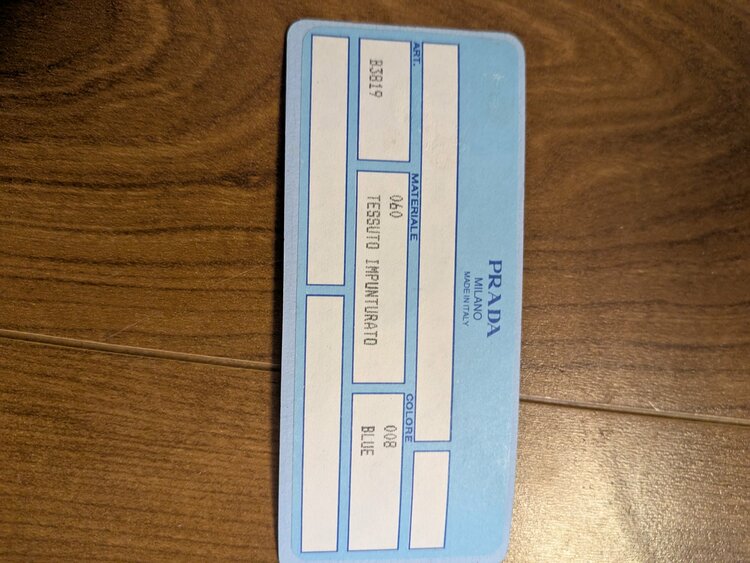 PRADA
MILANO
MADE IN ITALY
ART.
MATERIALE
COLORE
B3819
060
TESSUTO IMPUNTURATO
008
BLUE